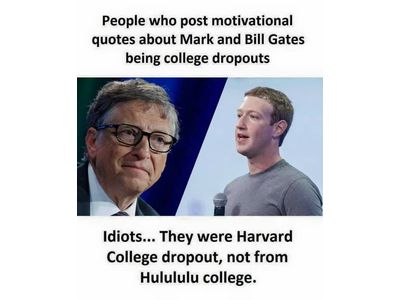 People who post motivational
quotes about Mark and Bill Gates
being college dropouts
Idiots... They were Harvard
College dropout, not from
Hulululu college.